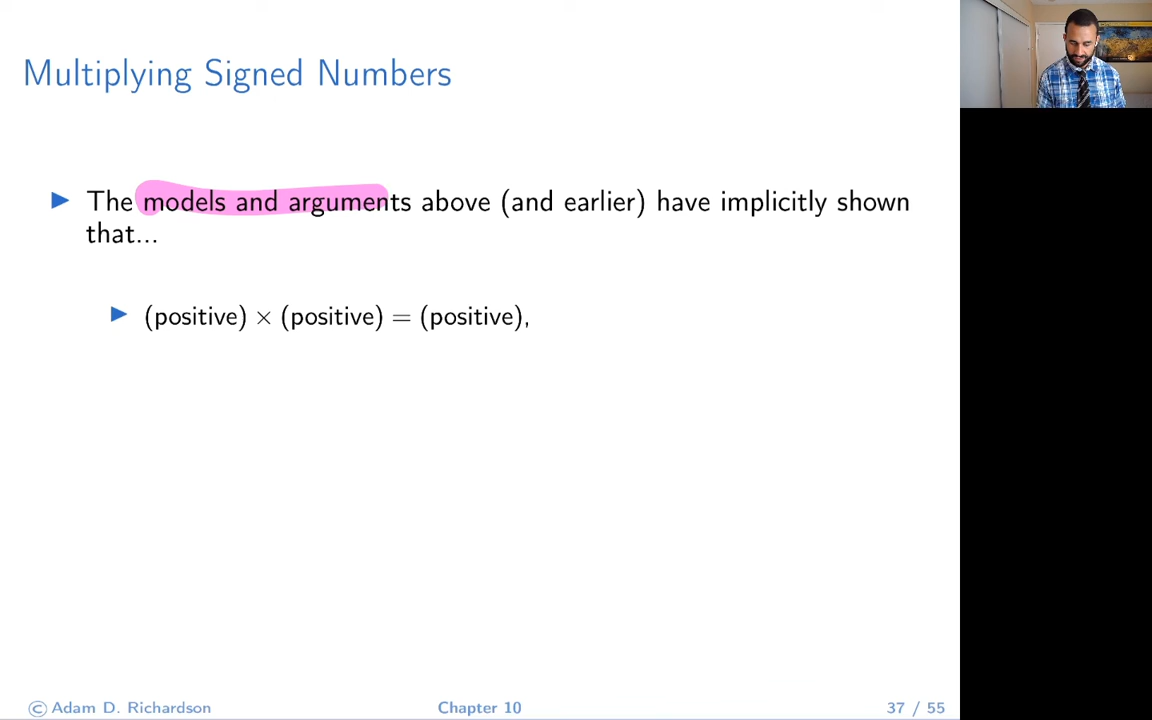 Multiplying Signed Numbers
▶ The models and arguments above (and earlier) have implicitly shown
that...
▶ (positive) × (positive) = (positive),
© Adam D. Richardson
Chapter 10
37 / 55